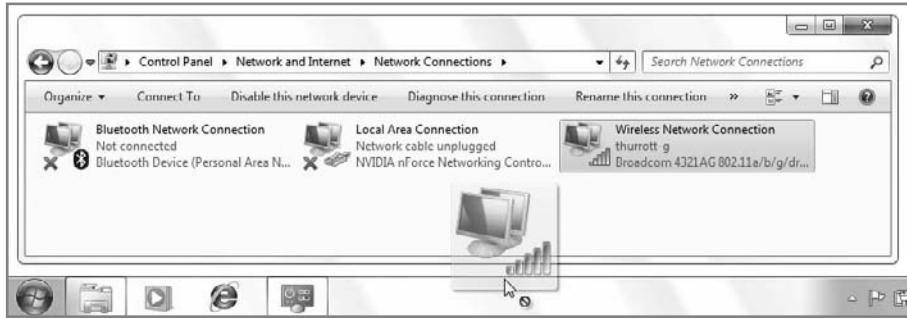 Control Panel ▸ Network and Internet ▸ Network Connections ▸ Search Network Connections
Organize Connect To Disable this network device Diagnose this connection Rename this connection »
Bluetooth Network Connection Local Area Connection Wireless Network Connection
Not connected Network cable unplugged thurrott-g
Bluetooth Device (Personal Area N... NVIDIA nForce Networking Contro... Broadcom 4321AG 802.11a/b/g/dr...